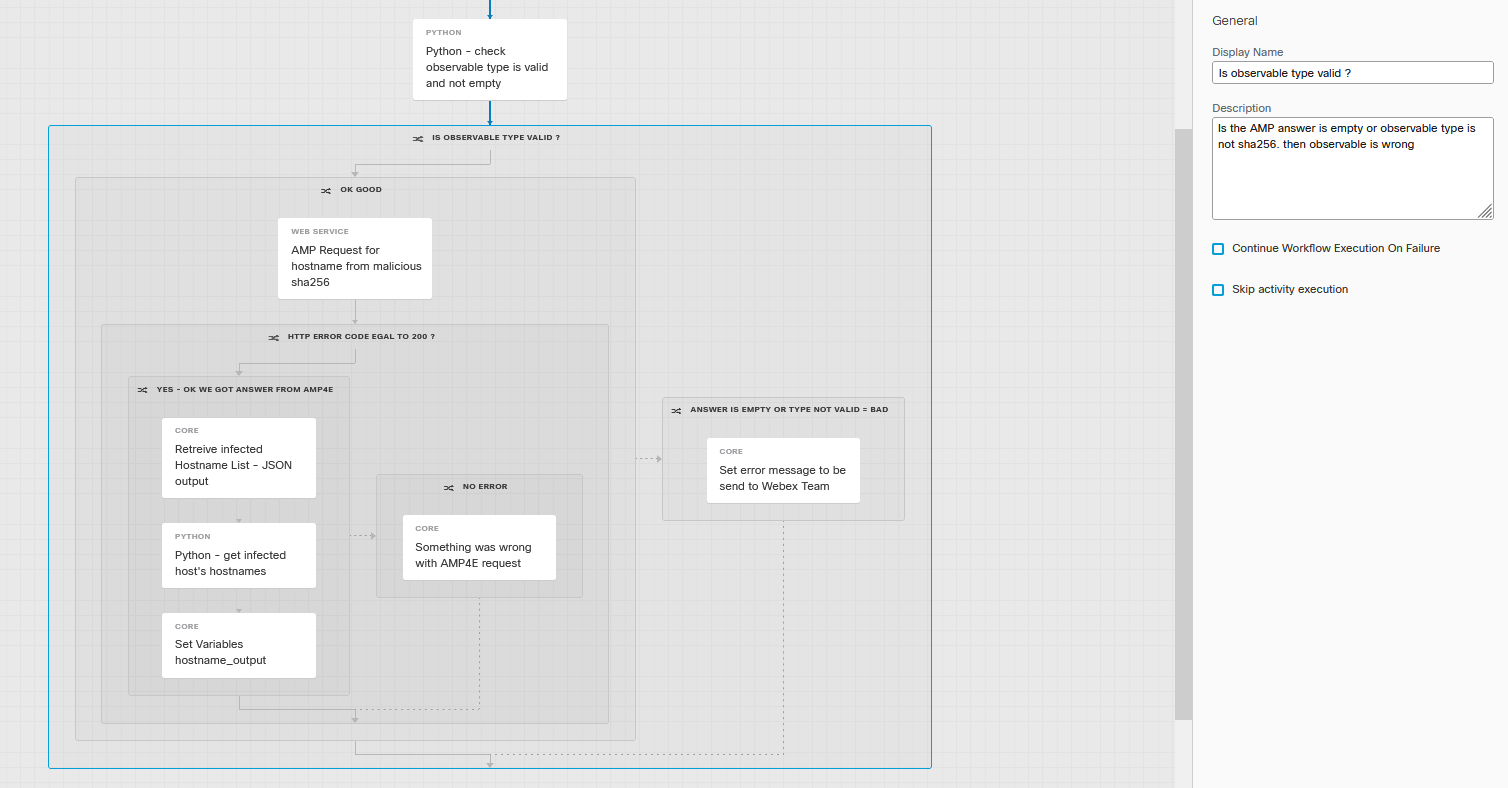 PYTHON
Python - check
observable type is valid
and not empty
IS OBSERVABLE TYPE VALID ?
OK GOOD
WEB SERVICE
AMP Request for
hostname from malicious
sha256
HTTP ERROR CODE EGAL TO 200 ?
YES - OK WE GOT ANSWER FROM AMP4E
CORE
Retreive infected
Hostname List - JSON
output
PYTHON
Python - get infected
host's hostnames
CORE
Set Variables
hostname_output
NO ERROR
CORE
Something was wrong
with AMP4E request
ANSWER IS EMPTY OR TYPE NOT VALID = BAD
CORE
Set error message to be
send to Webex Team
General
Display Name
Is observable type valid ?
Description
Is the AMP answer is empty or observable type is
not sha256. then observable is wrong
Continue Workflow Execution On Failure
Skip activity execution